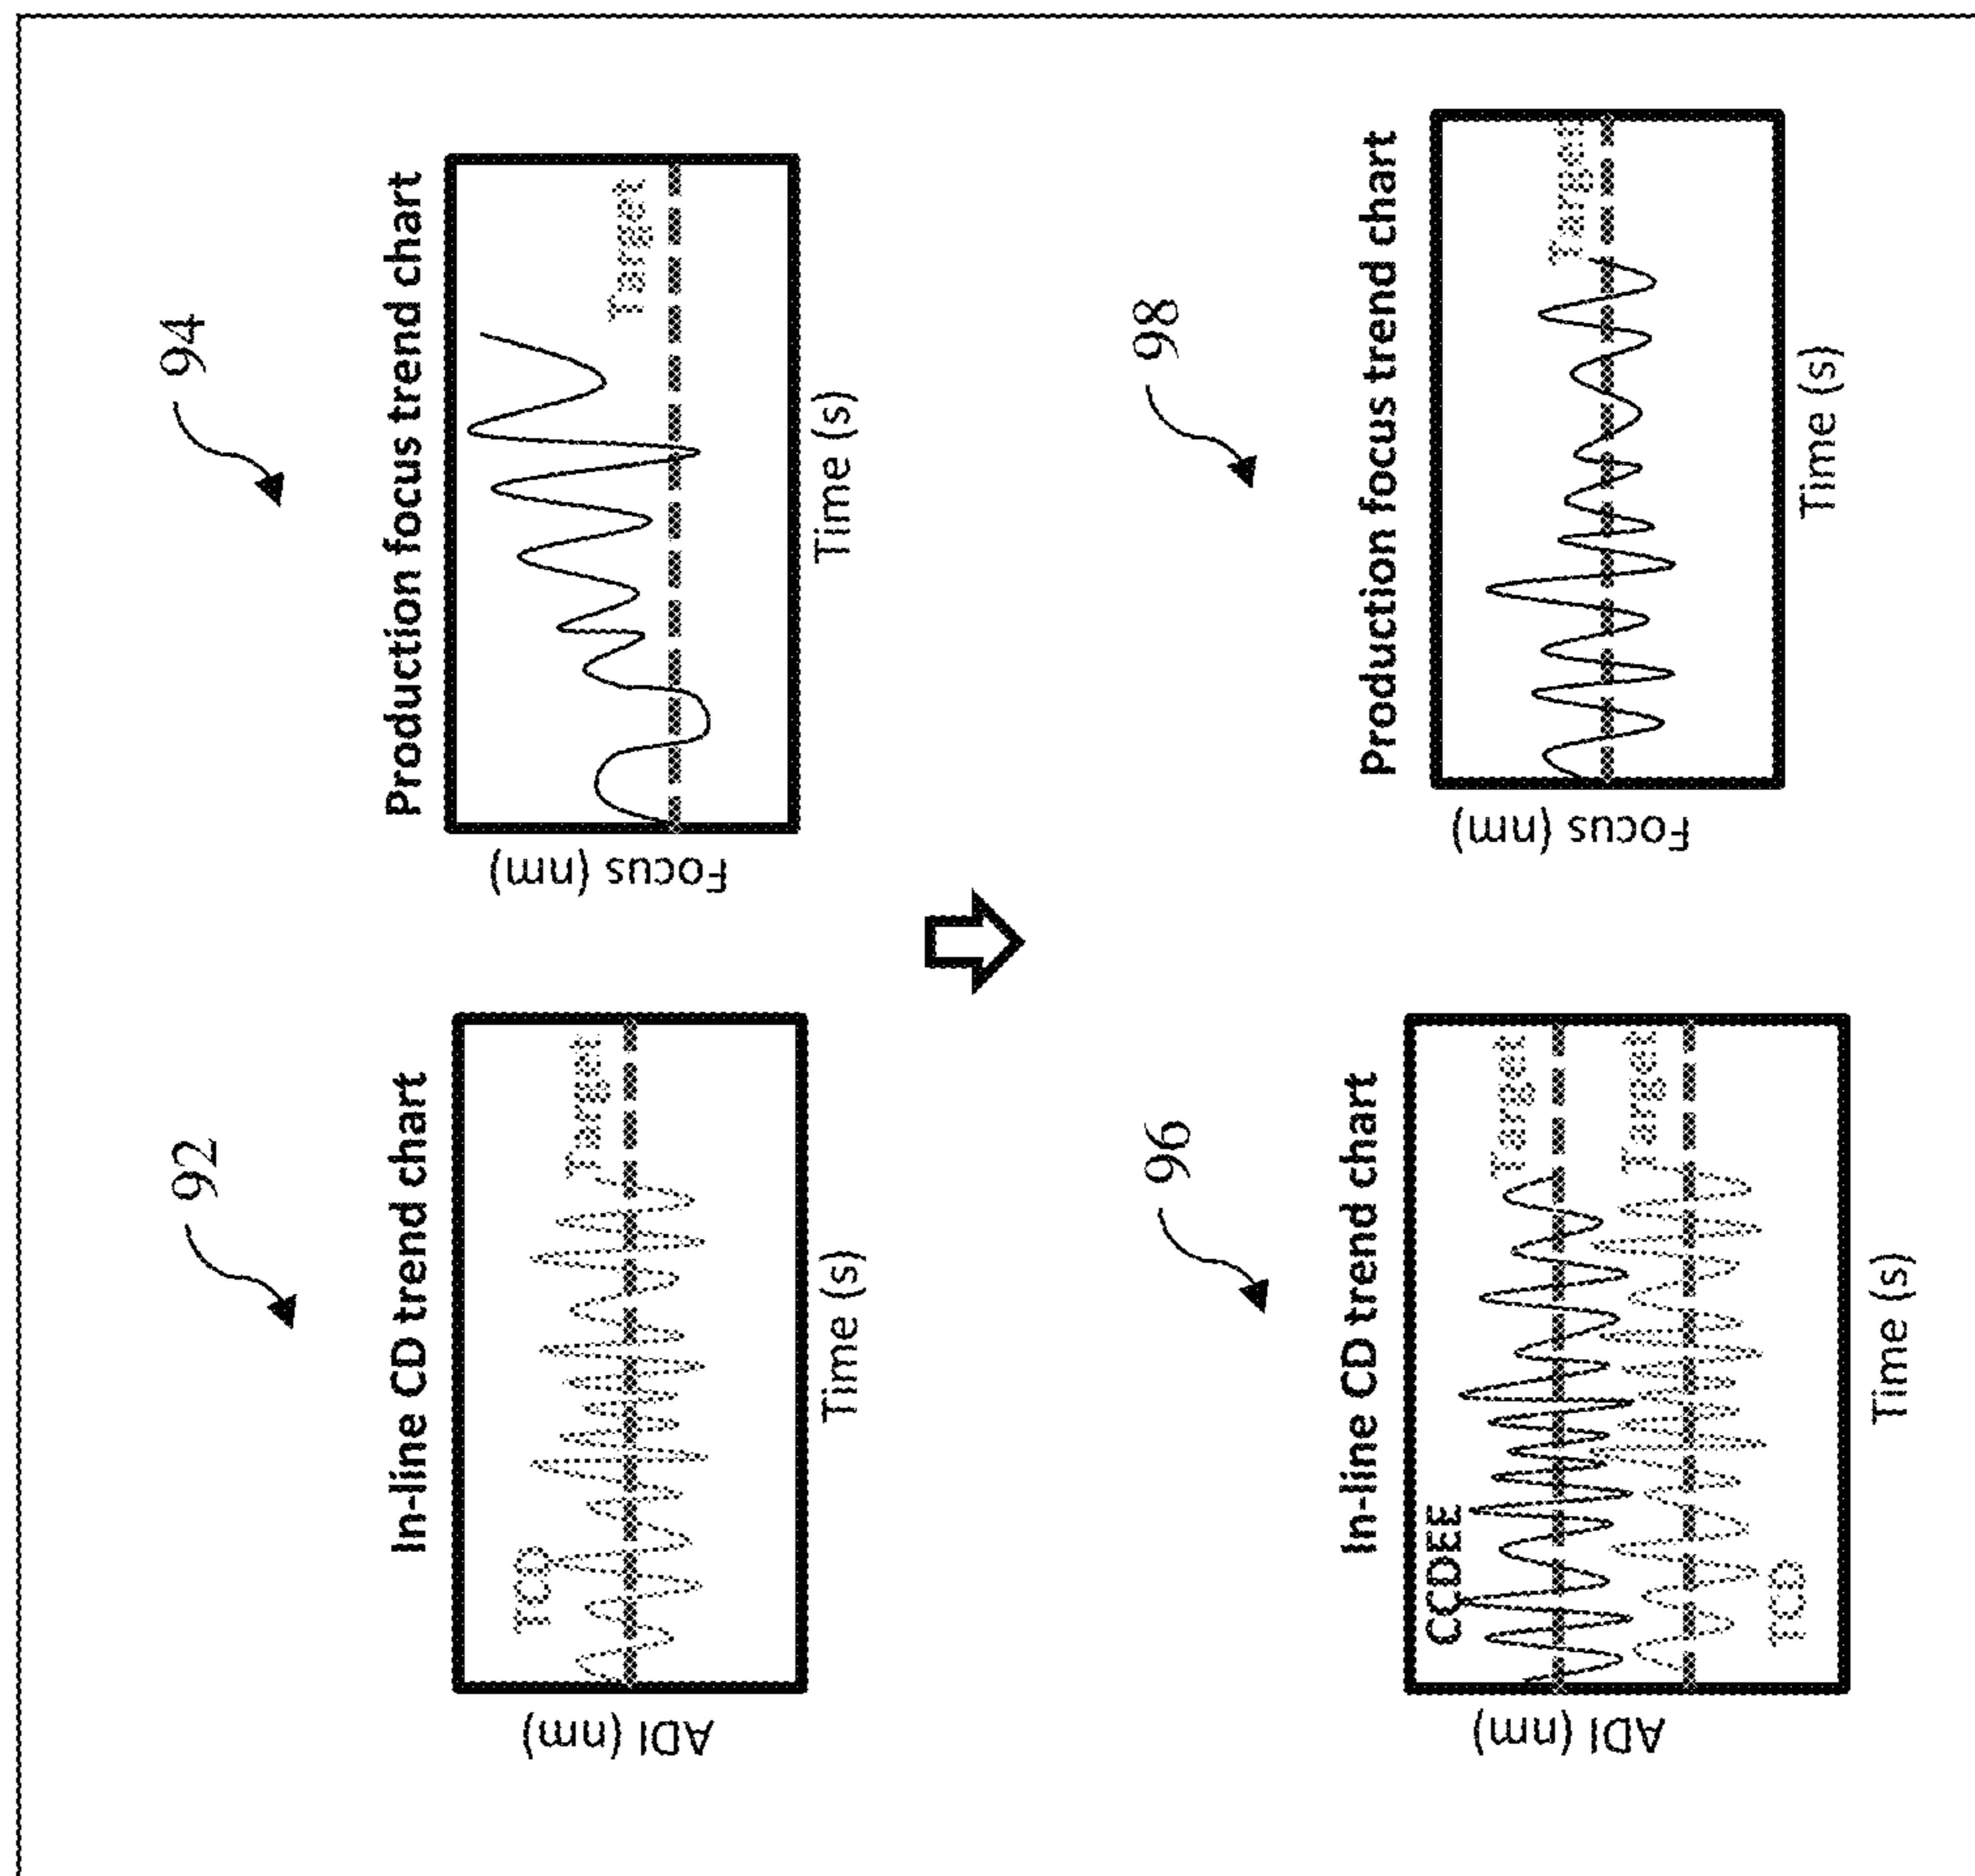 92
In-line CD trend chart
ADI (nm)
TCD
Target
Time (s)
94
Production focus trend chart
Focus (nm)
Target
Time (s)
96
In-line CD trend chart
ADI (nm)
CCDEE
Target
Target
TCD
Time (s)
98
Production focus trend chart
Focus (nm)
Target
Time (s)